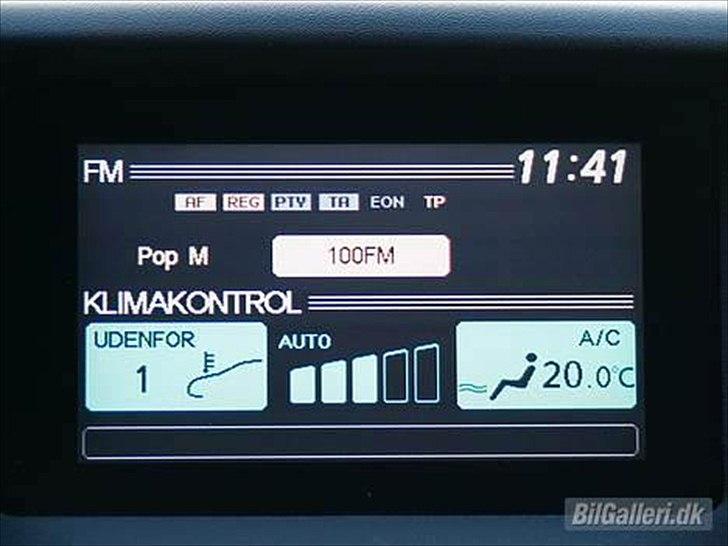 FM 11:41
AF REG PTY TA EON TP
Pop M 100FM
KLIMAKONTROL
UDENFOR AUTO A/C
1 20.0°C
BilGalleri.dk